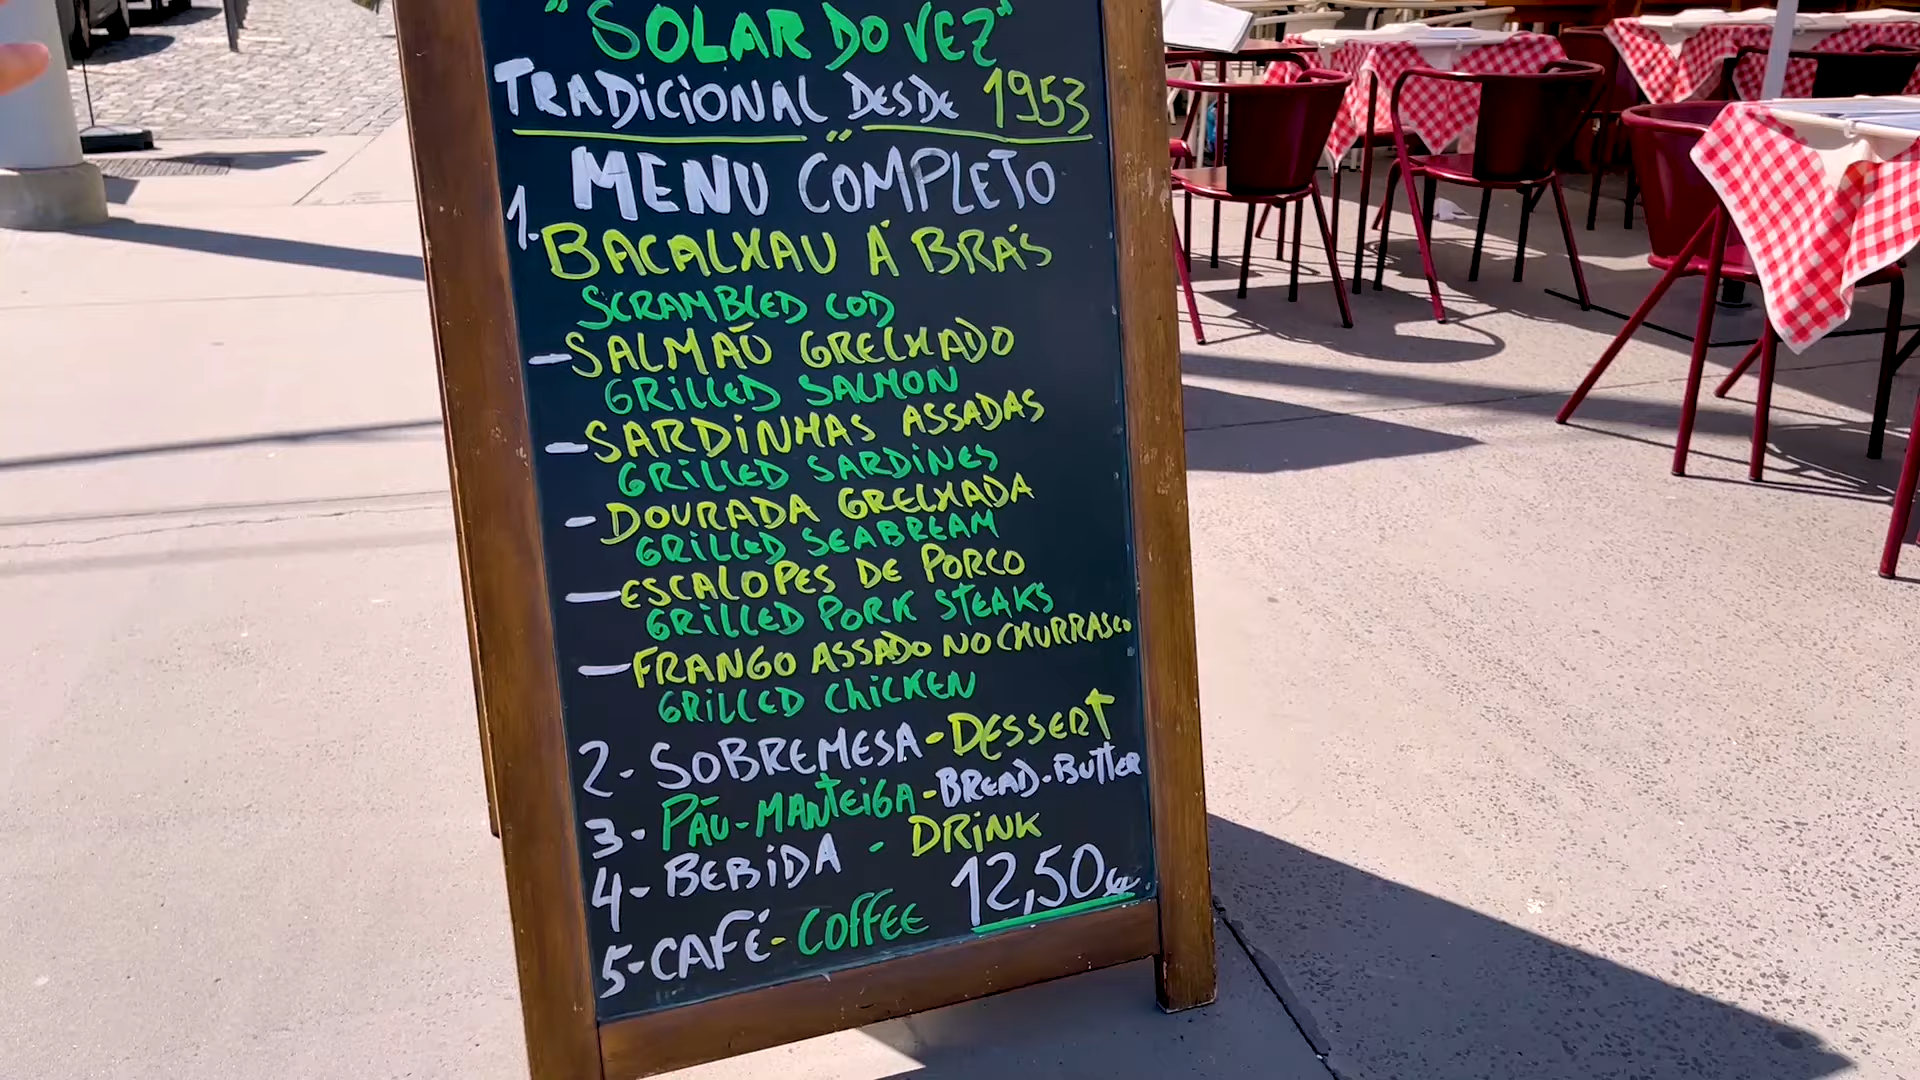 "SOLAR DO VEZ"
TRADICIONAL DESDE 1953
"MENU COMPLETO
1. BACALHAU À BRÁS
SCRAMBLED COD
- SALMÃO GRELHADO
GRILLED SALMON
- SARDINHAS ASSADAS
GRILLED SARDINES
- DOURADA GRELHADA
GRILLED SEABREAM
- ESCALOPES DE PORCO
GRILLED PORK STEAKS
- FRANGO ASSADO NO CHURRASCO
GRILLED CHICKEN
2- SOBREMESA - DESSERT
3- PÃO-MANTEIGA - BREAD-BUTTER
4- BEBIDA - DRINK
5- CAFÉ - COFFEE 12,50